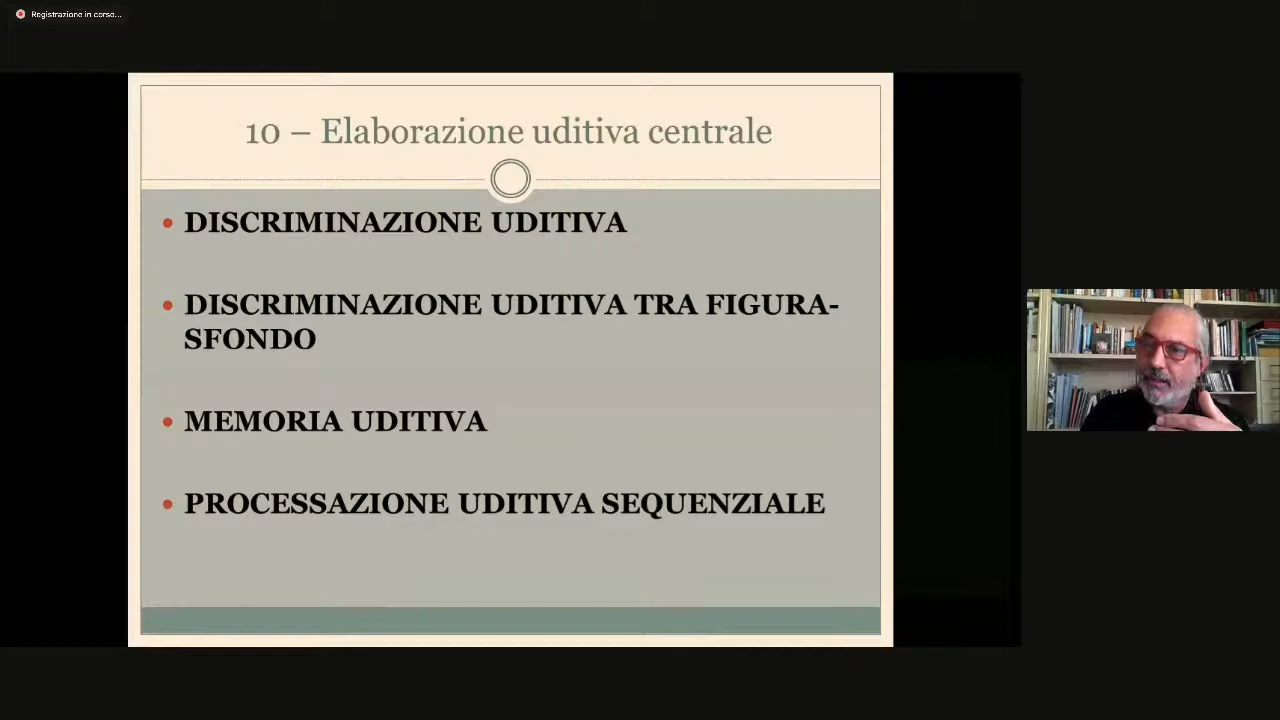 Registrazione in corso...
10 – Elaborazione uditiva centrale
• DISCRIMINAZIONE UDITIVA
• DISCRIMINAZIONE UDITIVA TRA FIGURA-
SFONDO
• MEMORIA UDITIVA
• PROCESSAZIONE UDITIVA SEQUENZIALE